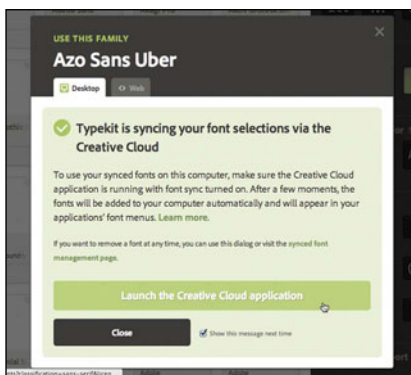 USE THIS FAMILY
Azo Sans Uber
Desktop
Web
Typekit is syncing your font selections via the
Creative Cloud
To use your synced fonts on this computer, make sure the Creative Cloud
application is running with font sync turned on. After a few moments, the
fonts will be added to your computer automatically and will appear in your
applications' font menus. Learn more.
If you want to remove a font at any time, you can use this dialog or visit the synced font
management page.
Launch the Creative Cloud application
Close
Show this message next time